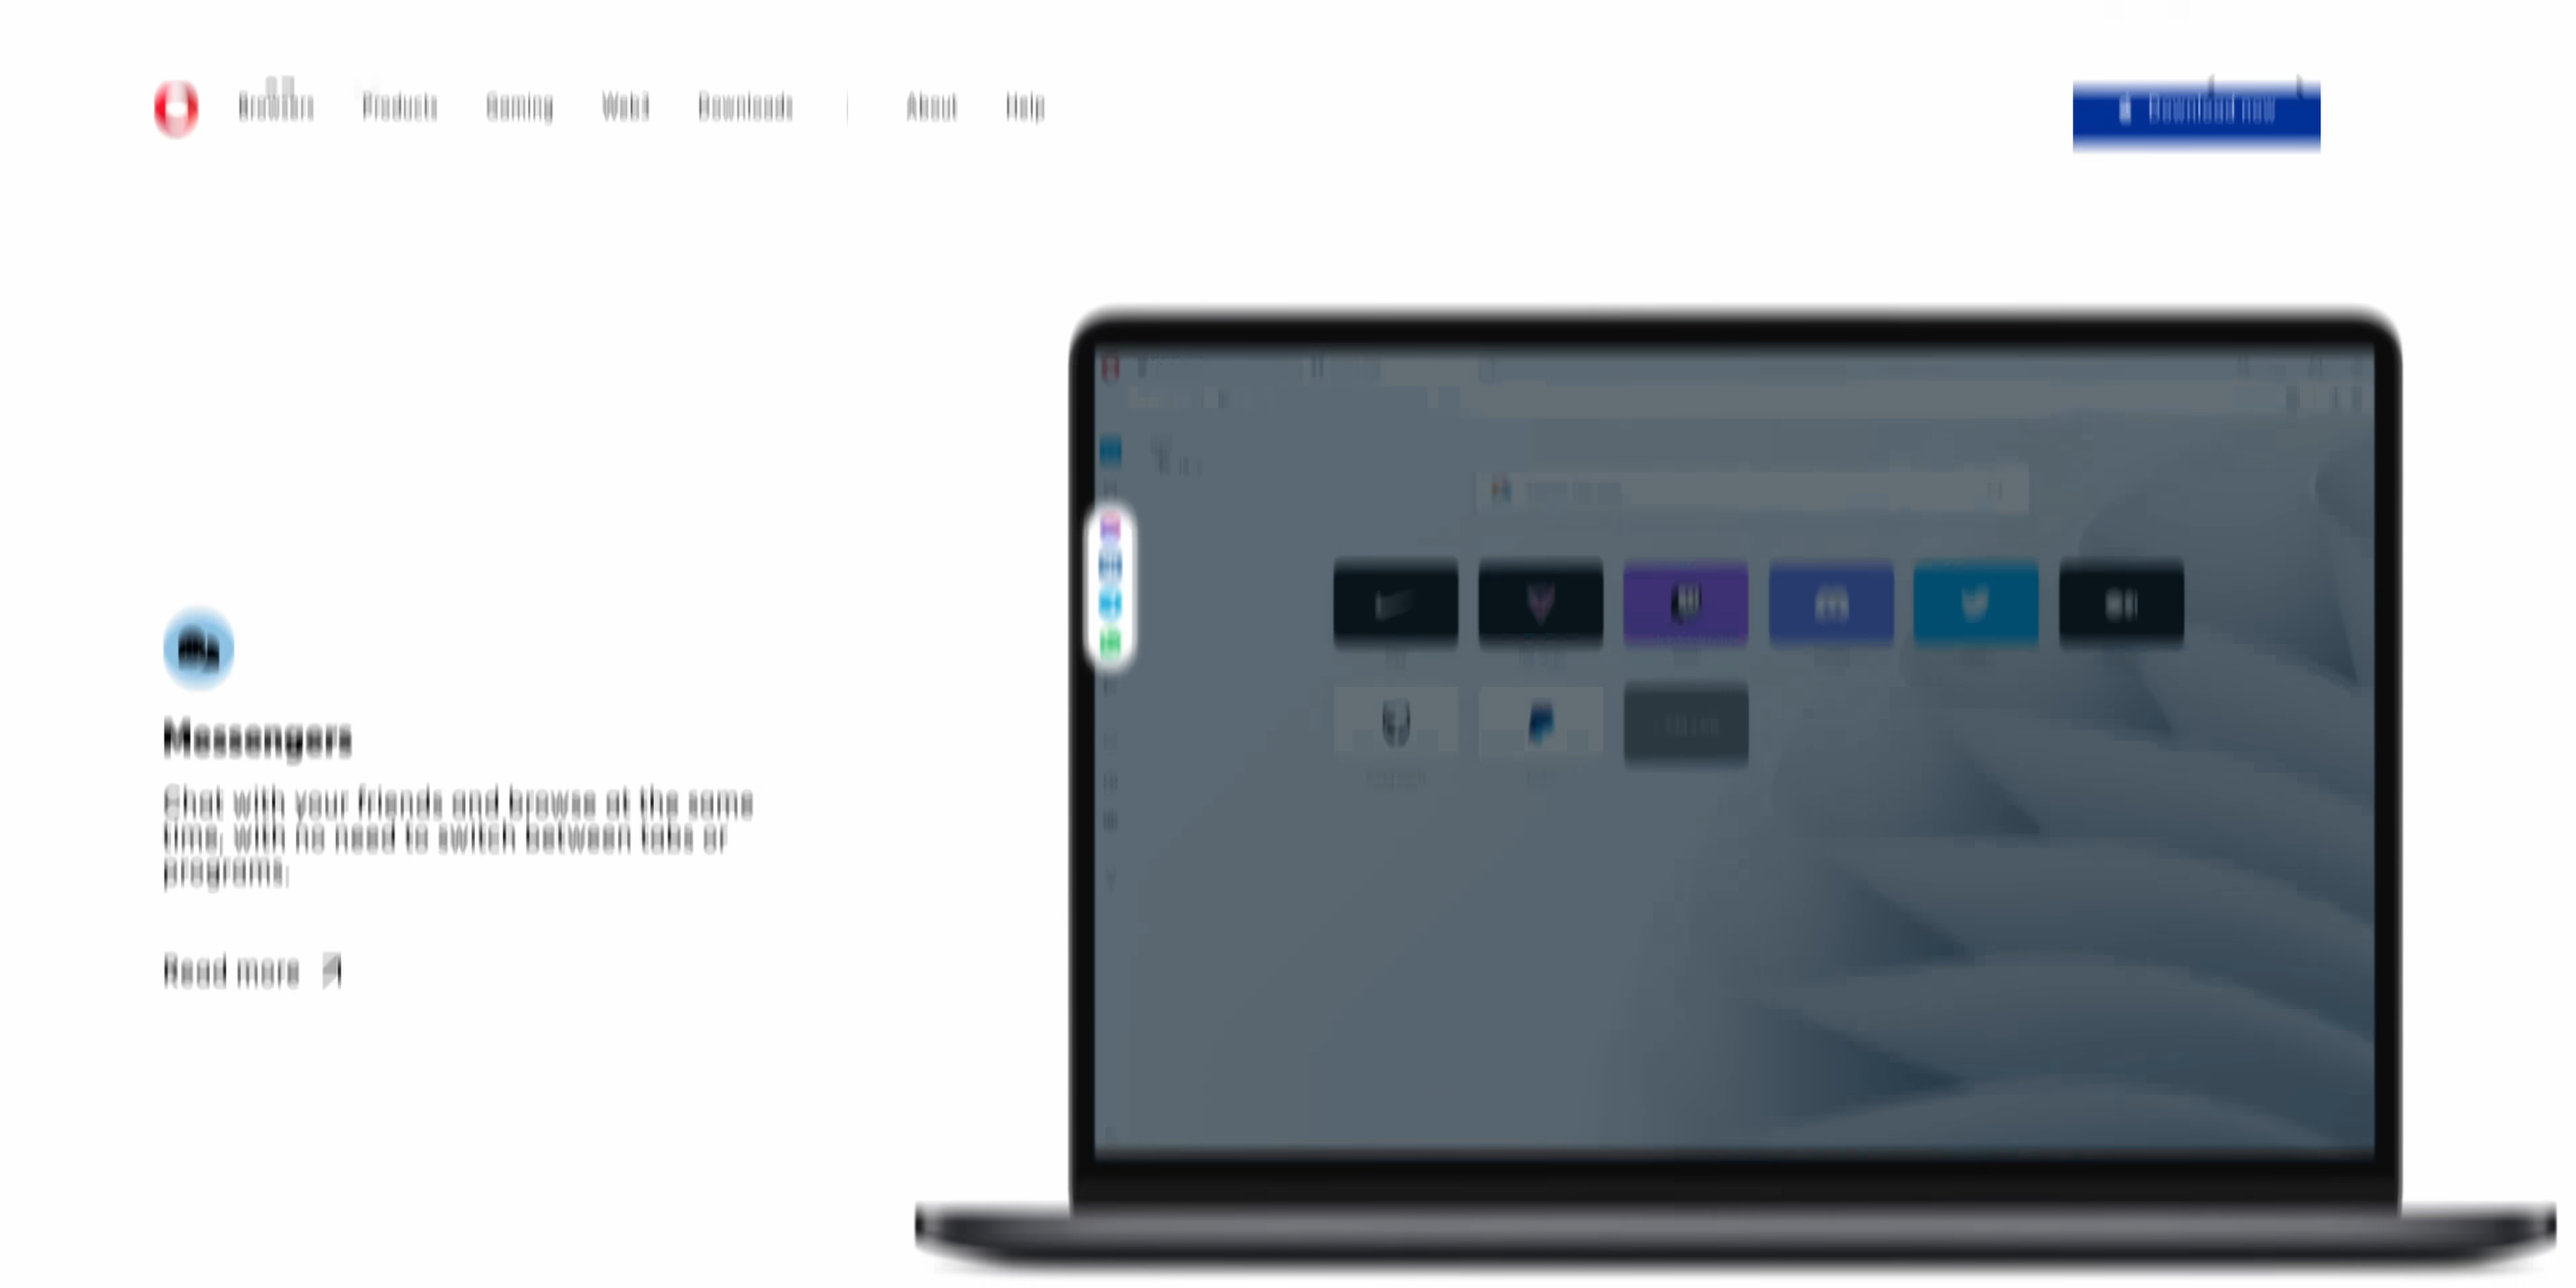 Browsers Products Gaming Web3 Downloads About Help Download now
Messengers
Chat with your friends and browse at the same
time, with no need to switch between tabs or
programs.
Read more